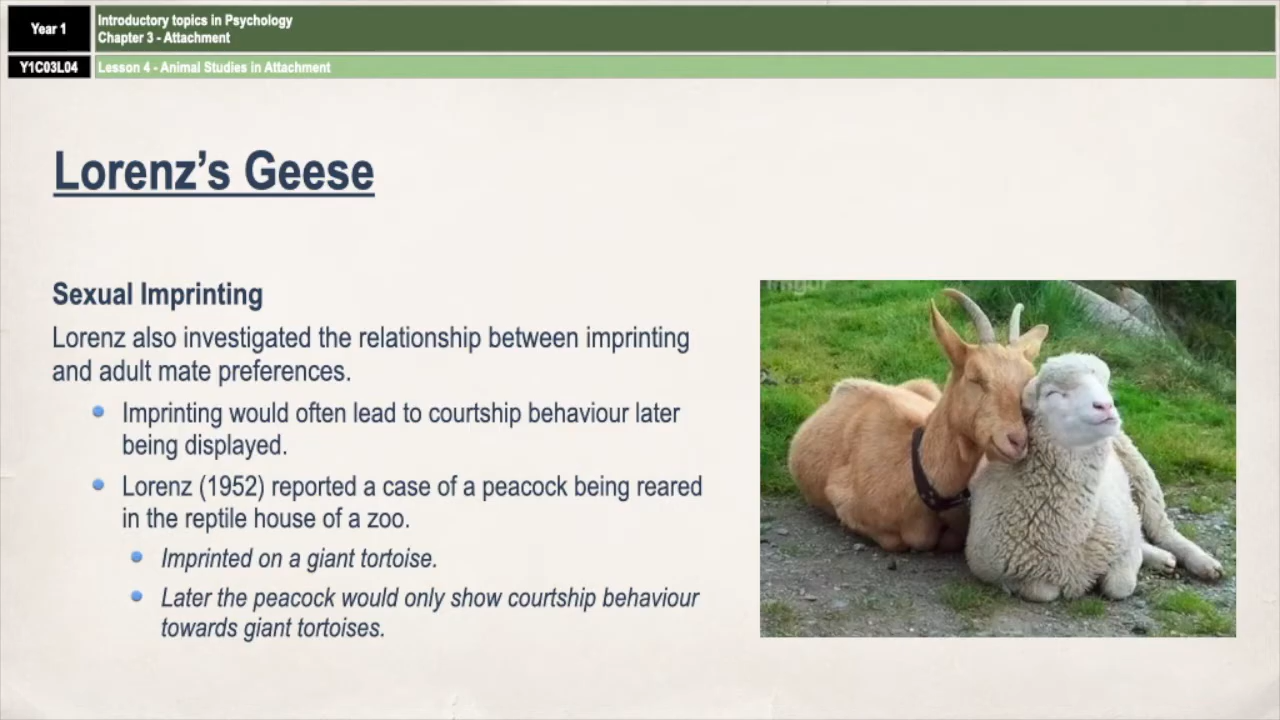 Year 1
Introductory topics in Psychology
Chapter 3 - Attachment
Y1C03L04
Lesson 4 - Animal Studies in Attachment
Lorenz’s Geese
Sexual Imprinting
Lorenz also investigated the relationship between imprinting
and adult mate preferences.
Imprinting would often lead to courtship behaviour later
being displayed.
Lorenz (1952) reported a case of a peacock being reared
in the reptile house of a zoo.
Imprinted on a giant tortoise.
Later the peacock would only show courtship behaviour
towards giant tortoises.